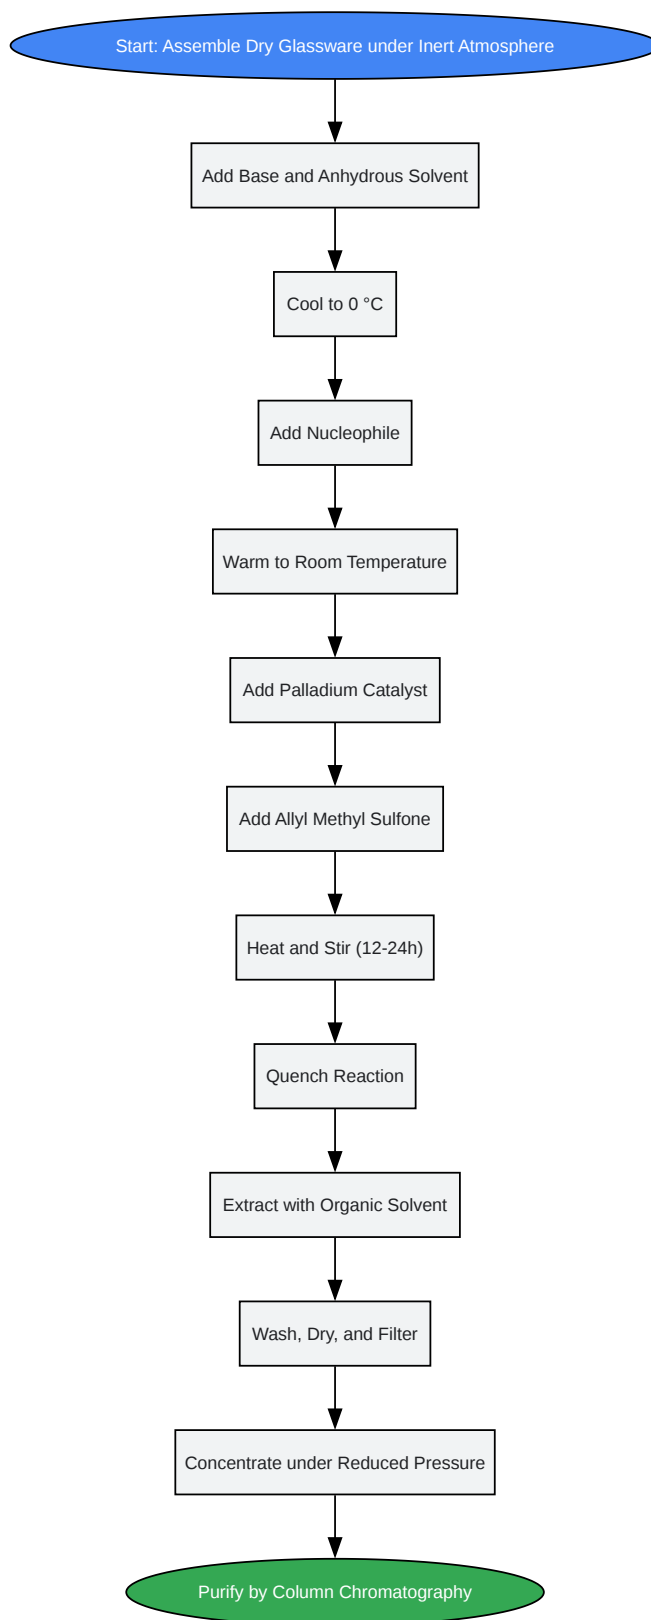 Start: Assemble Dry Glassware under Inert Atmosphere
Add Base and Anhydrous Solvent
Cool to 0 °C
Add Nucleophile
Warm to Room Temperature
Add Palladium Catalyst
Add Allyl Methyl Sulfone
Heat and Stir (12-24h)
Quench Reaction
Extract with Organic Solvent
Wash, Dry, and Filter
Concentrate under Reduced Pressure
Purify by Column Chromatography